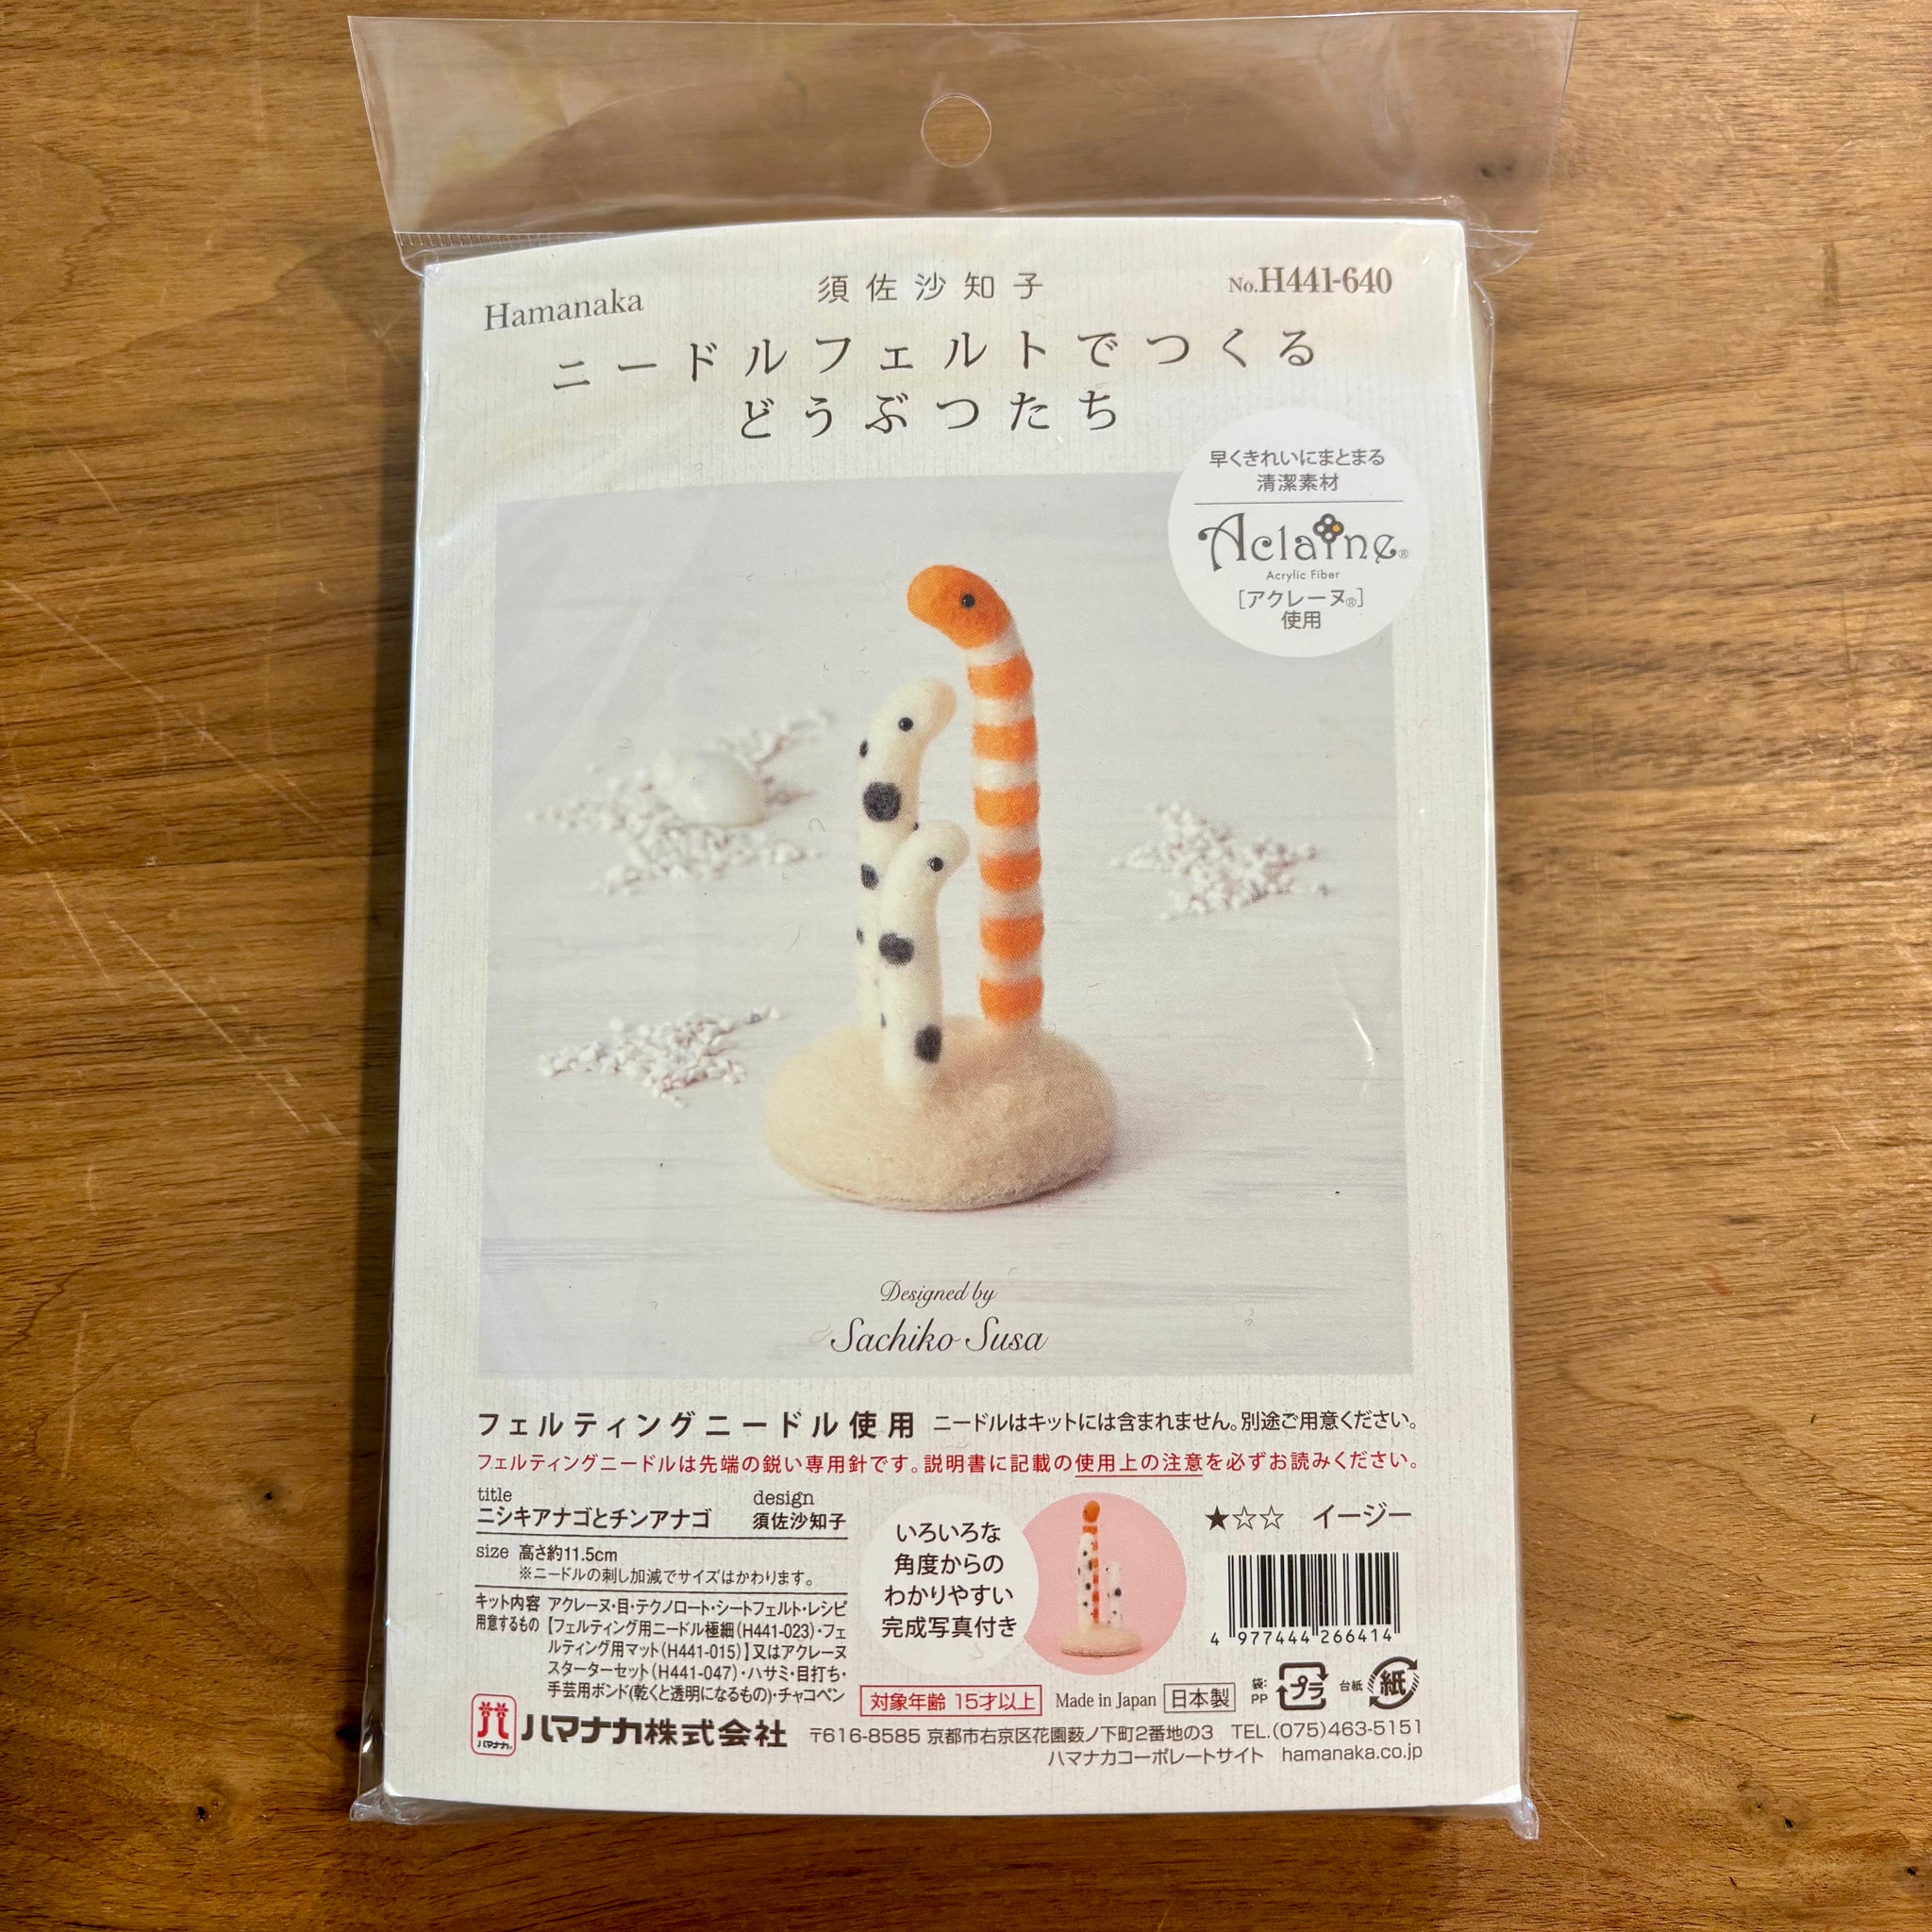 Hamanaka
須佐沙知子
No.H441-640
ニードルフェルトでつくる
どうぶつたち
早くきれいにまとまる
清潔素材
Aclaine®
Acrylic Fiber
[アクレーヌ®]
使用
Designed by
Sachiko Susa
フェルティングニードル使用 ニードルはキットには含まれません。別途ご用意ください。
フェルティングニードルは先端の鋭い専用針です。説明書に記載の使用上の注意を必ずお読みください。
title
ニシキアナゴとチンアナゴ
design
須佐沙知子
size 高さ約11.5cm
※ニードルの刺し加減でサイズはかわります。
キット内容 アクレーヌ・目・テクノロート・シートフェルト・レシピ
用意するもの 【フェルティング用ニードル極細(H441-023)・フェ
ルティング用マット(H441-015)】又はアクレーヌ
スターターセット(H441-047)・ハサミ・目打ち・
手芸用ボンド(乾くと透明になるもの)・チャコペン
いろいろな
角度からの
わかりやすい
完成写真付き
★☆☆ イージー
4 977444 266414
対象年齢 15才以上
Made in Japan 日本製
袋:
PP
プラ
台紙
紙
ハマナカ®
ハマナカ株式会社
〒616-8585 京都市右京区花園薮ノ下町2番地の3 TEL.(075)463-5151
ハマナカコーポレートサイト hamanaka.co.jp